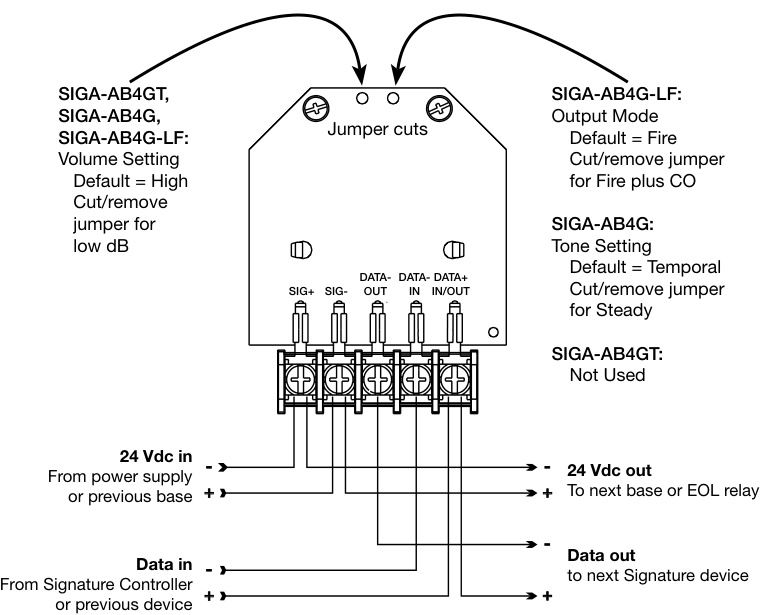 SIGA-AB4GT,
SIGA-AB4G,
SIGA-AB4G-LF:
Volume Setting
Default = High
Cut/remove
jumper for
low dB
Jumper cuts
SIGA-AB4G-LF:
Output Mode
Default = Fire
Cut/remove jumper
for Fire plus CO
SIGA-AB4G:
Tone Setting
Default = Temporal
Cut/remove jumper
for Steady
SIGA-AB4GT:
Not Used
SIG+ SIG- DATA- OUT DATA- IN DATA+ IN/OUT
24 Vdc in
From power supply
or previous base
-
+
-
+
24 Vdc out
To next base or EOL relay
Data in
From Signature Controller
or previous device
-
+
-
+
Data out
to next Signature device